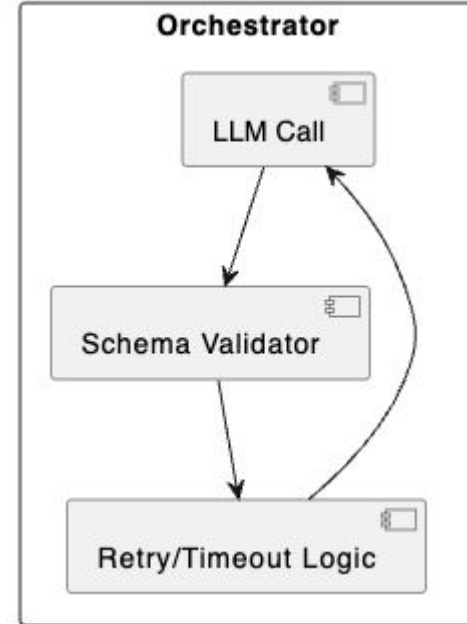 Orchestrator
LLM Call
Schema Validator
Retry/Timeout Logic